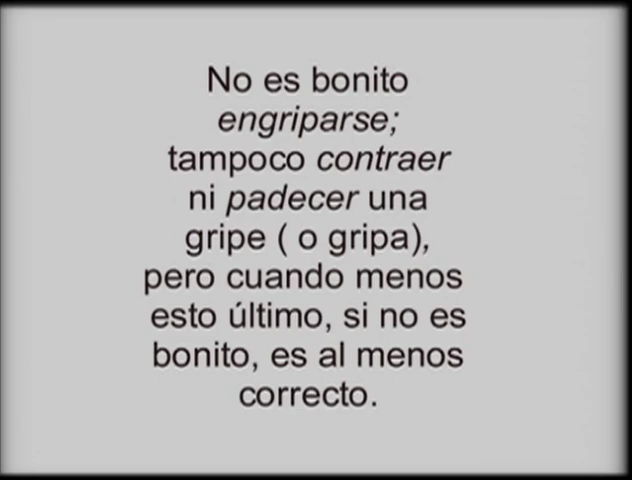 No es bonito
engriparse;
tampoco contraer
ni padecer una
gripe ( o gripa),
pero cuando menos
esto último, si no es
bonito, es al menos
correcto.